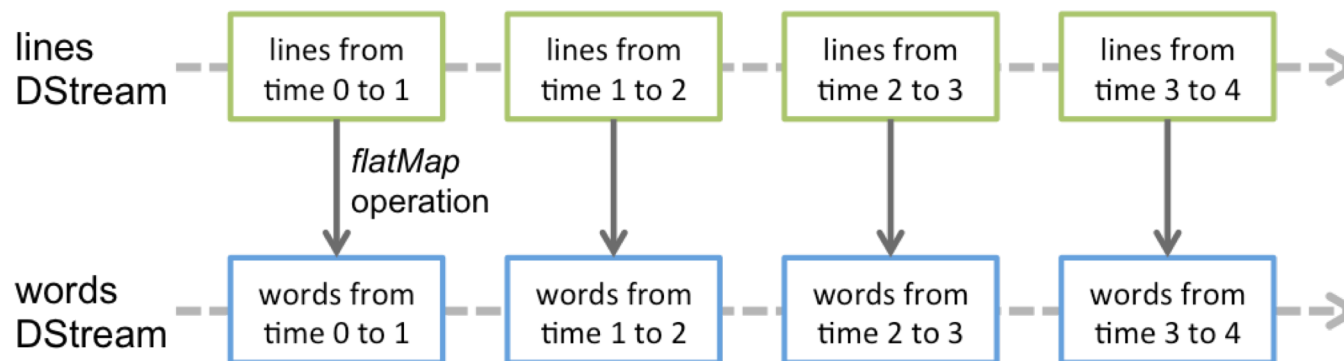 lines
DStream
lines from
time 0 to 1
lines from
time 1 to 2
lines from
time 2 to 3
lines from
time 3 to 4
flatMap
operation
words
DStream
words from
time 0 to 1
words from
time 1 to 2
words from
time 2 to 3
words from
time 3 to 4